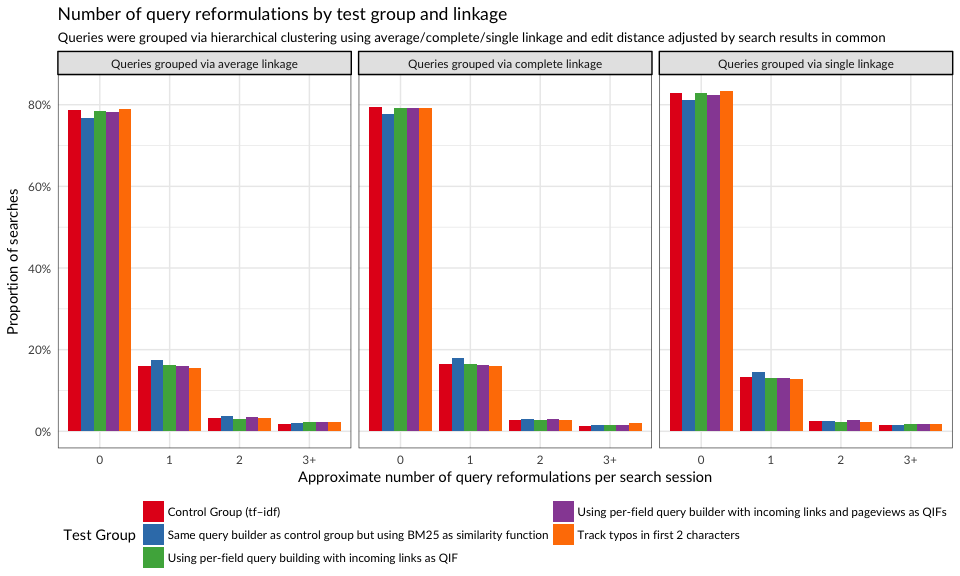 Number of query reformulations by test group and linkage
Queries were grouped via hierarchical clustering using average/complete/single linkage and edit distance adjusted by search results in common
Queries grouped via average linkage
Queries grouped via complete linkage
Queries grouped via single linkage
Proportion of searches
80%
60%
40%
20%
0%
0 1 2 3+
0 1 2 3+
0 1 2 3+
Approximate number of query reformulations per search session
Test Group
Control Group (tf–idf)
Same query builder as control group but using BM25 as similarity function
Using per-field query building with incoming links as QIF
Using per-field query builder with incoming links and pageviews as QIFs
Track typos in first 2 characters